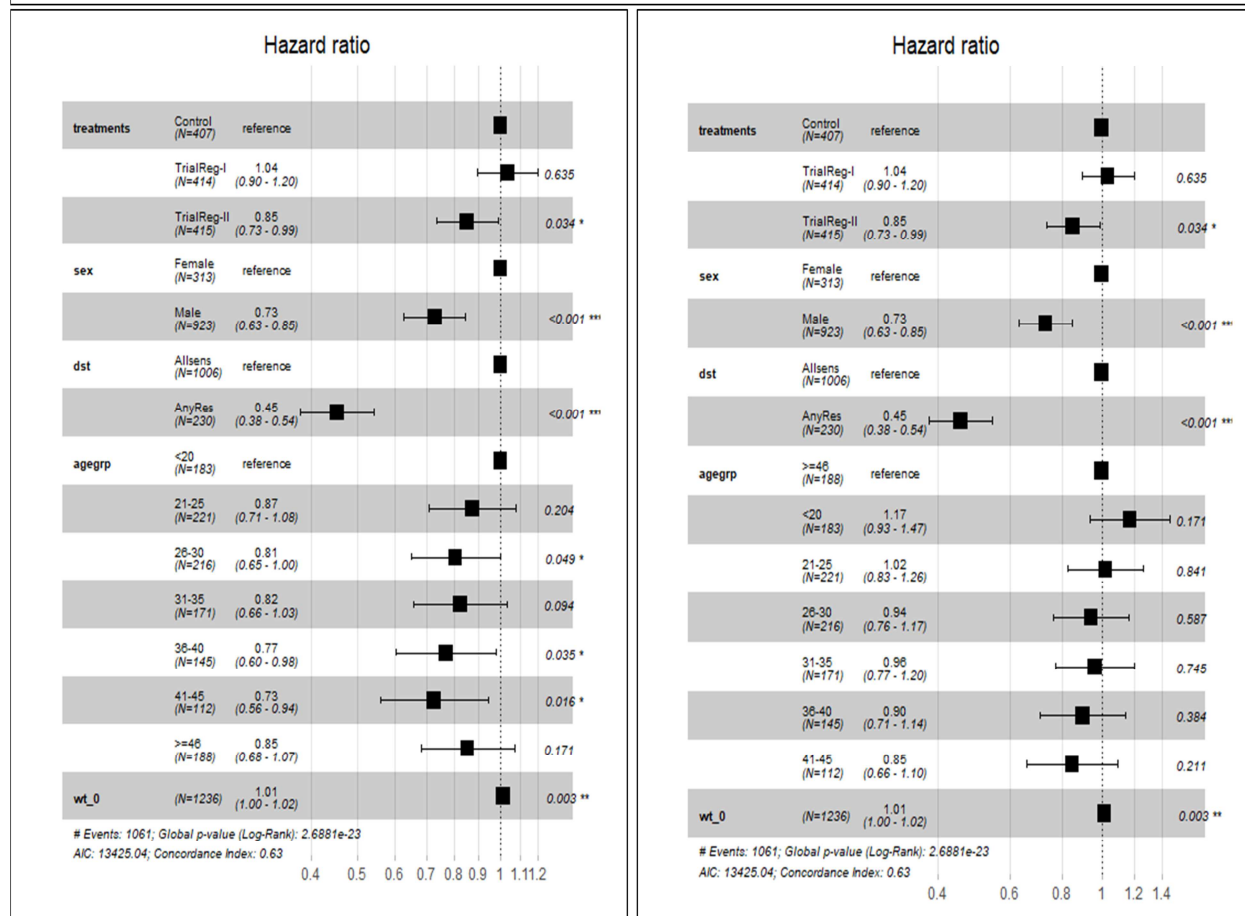 Hazard ratio
treatments
Control
(N=407)
reference
TrialReg-I
(N=414)
1.04
(0.90 - 1.20)
0.635
TrialReg-II
(N=415)
0.85
(0.73 - 0.99)
0.034 *
sex
Female
(N=313)
reference
Male
(N=923)
0.73
(0.63 - 0.85)
<0.001 ***
dst
Allsens
(N=1006)
reference
AnyRes
(N=230)
0.45
(0.38 - 0.54)
<0.001 ***
agegrp
<20
(N=183)
reference
21-25
(N=221)
0.87
(0.71 - 1.08)
0.204
26-30
(N=216)
0.81
(0.65 - 1.00)
0.049 *
31-35
(N=171)
0.82
(0.66 - 1.03)
0.094
36-40
(N=145)
0.77
(0.60 - 0.98)
0.035 *
41-45
(N=112)
0.73
(0.56 - 0.94)
0.016 *
>=46
(N=188)
0.85
(0.68 - 1.07)
0.171
wt_0
(N=1236)
1.01
(1.00 - 1.02)
0.003 **
# Events: 1061; Global p-value (Log-Rank): 2.6881e-23
AIC: 13425.04; Concordance Index: 0.63
0.4 0.5 0.6 0.7 0.8 0.9 1 1.1 1.2
Hazard ratio
treatments
Control
(N=407)
reference
TrialReg-I
(N=414)
1.04
(0.90 - 1.20)
0.635
TrialReg-II
(N=415)
0.85
(0.73 - 0.99)
0.034 *
sex
Female
(N=313)
reference
Male
(N=923)
0.73
(0.63 - 0.85)
<0.001 ***
dst
Allsens
(N=1006)
reference
AnyRes
(N=230)
0.45
(0.38 - 0.54)
<0.001 ***
agegrp
>=46
(N=188)
reference
<20
(N=183)
1.17
(0.93 - 1.47)
0.171
21-25
(N=221)
1.02
(0.83 - 1.26)
0.841
26-30
(N=216)
0.94
(0.76 - 1.17)
0.587
31-35
(N=171)
0.96
(0.77 - 1.20)
0.745
36-40
(N=145)
0.90
(0.71 - 1.14)
0.384
41-45
(N=112)
0.85
(0.66 - 1.10)
0.211
wt_0
(N=1236)
1.01
(1.00 - 1.02)
0.003 **
# Events: 1061; Global p-value (Log-Rank): 2.6881e-23
AIC: 13425.04; Concordance Index: 0.63
0.4 0.6 0.8 1 1.2 1.4